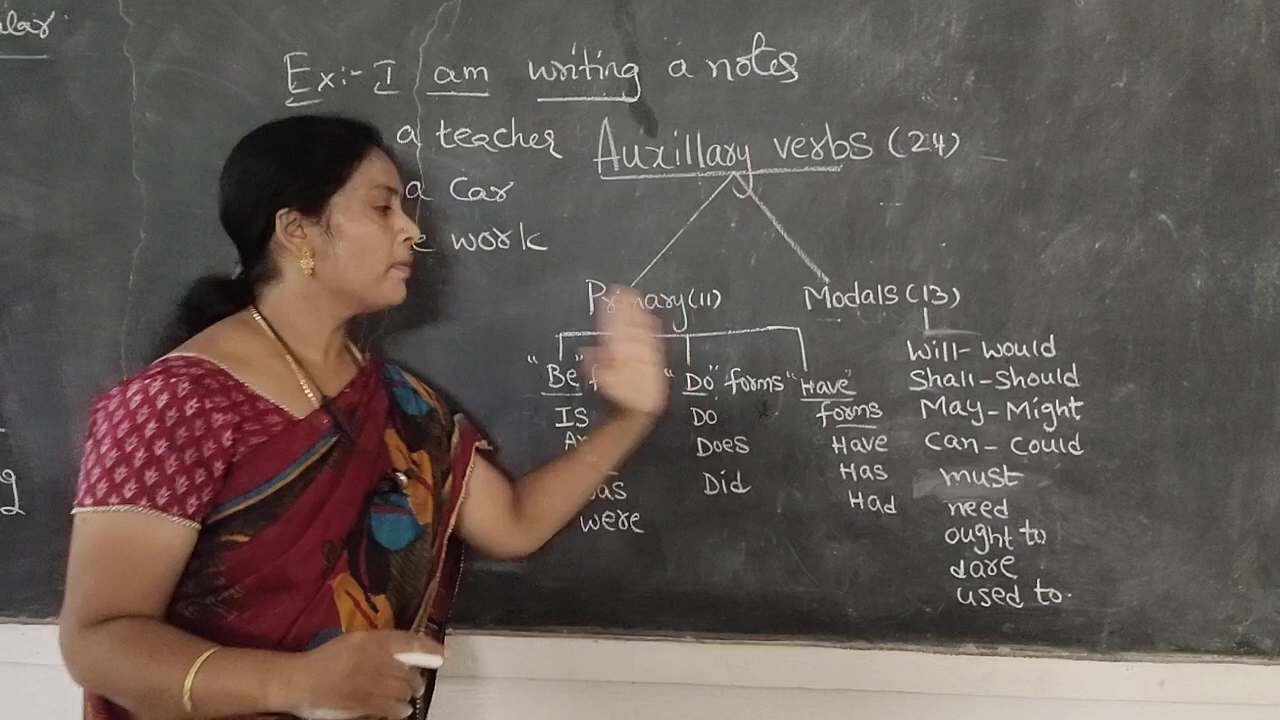 Ex:- I am writing a notes
a teacher
a car
work
Auxillary verbs (24)
Primary (11)
Modals (13)
"Be"
"Do" forms
"Have"
forms
IS
were
DO
Does
Did
Have
Has
Had
Will - would
Shall - Should
May - Might
Can - Could
must
need
ought to
dare
used to.